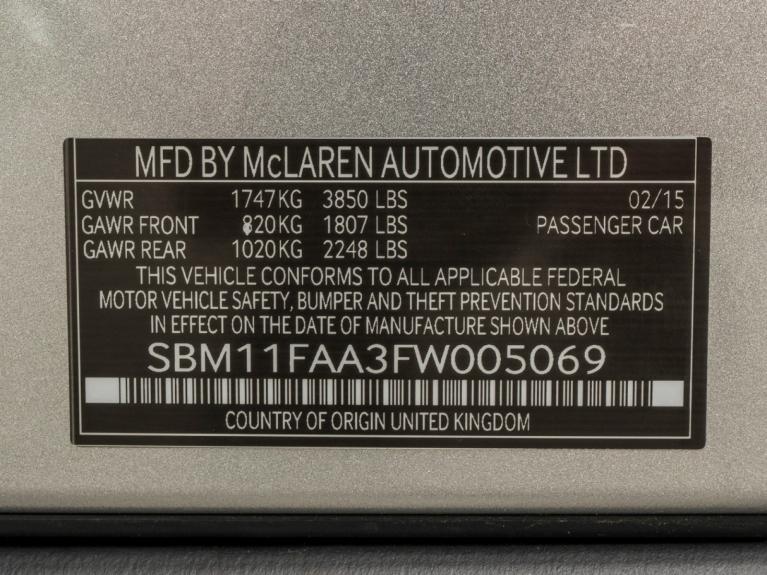 MFD BY McLAREN AUTOMOTIVE LTD
GVWR 1747KG 3850 LBS 02/15
GAWR FRONT 820KG 1807 LBS PASSENGER CAR
GAWR REAR 1020KG 2248 LBS
THIS VEHICLE CONFORMS TO ALL APPLICABLE FEDERAL
MOTOR VEHICLE SAFETY, BUMPER AND THEFT PREVENTION STANDARDS
IN EFFECT ON THE DATE OF MANUFACTURE SHOWN ABOVE
SBM11FAA3FW005069
COUNTRY OF ORIGIN UNITED KINGDOM